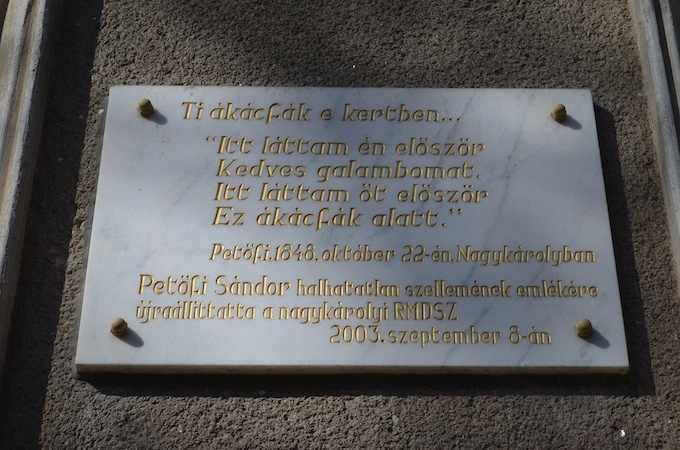 Ti ákácfák e kertben...
"Itt láttam én elöször
Kedves galambomat.
Itt láttam öt elöször
Ez ákácfák alatt."
Petöfi.1848.október 22-én.Nagykárolyban
Petöfi Sándor halhatatlan szellemének emlékére
újraállíttatta a nagykárolyi RMDSZ
2003.szeptember 8-án